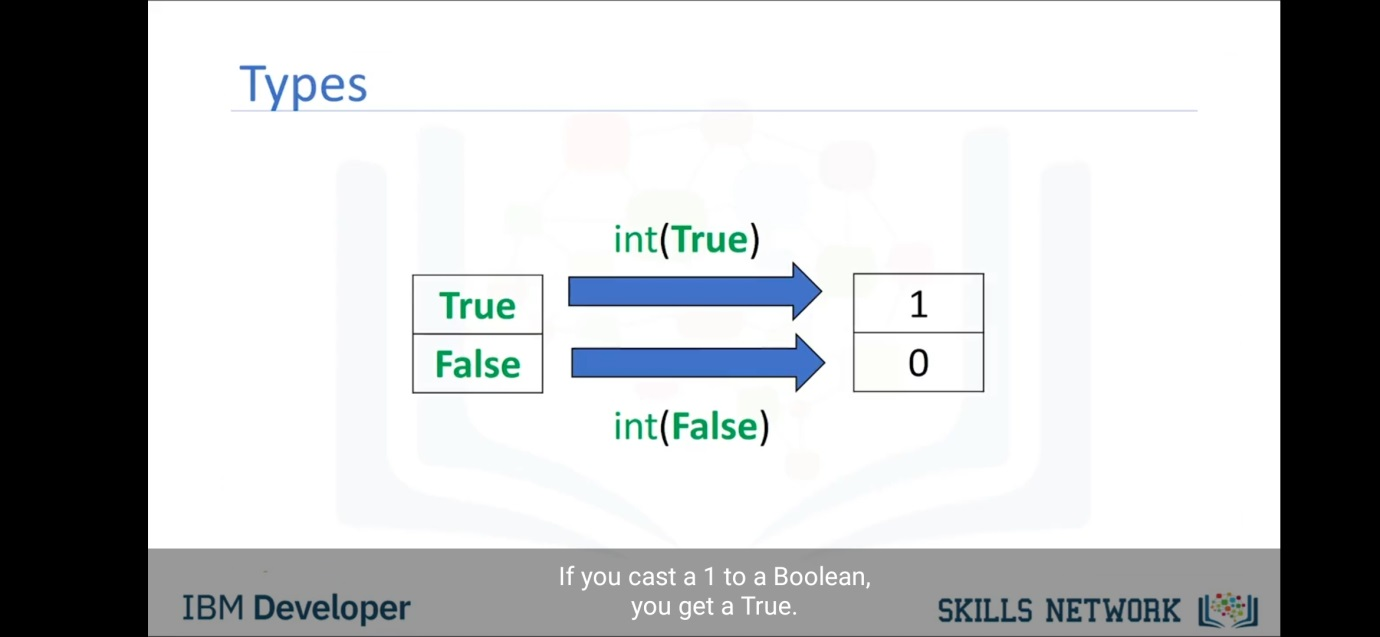 Types
int(True)
True
1
False
0
int(False)
If you cast a 1 to a Boolean,
you get a True.
IBM Developer
SKILLS NETWORK